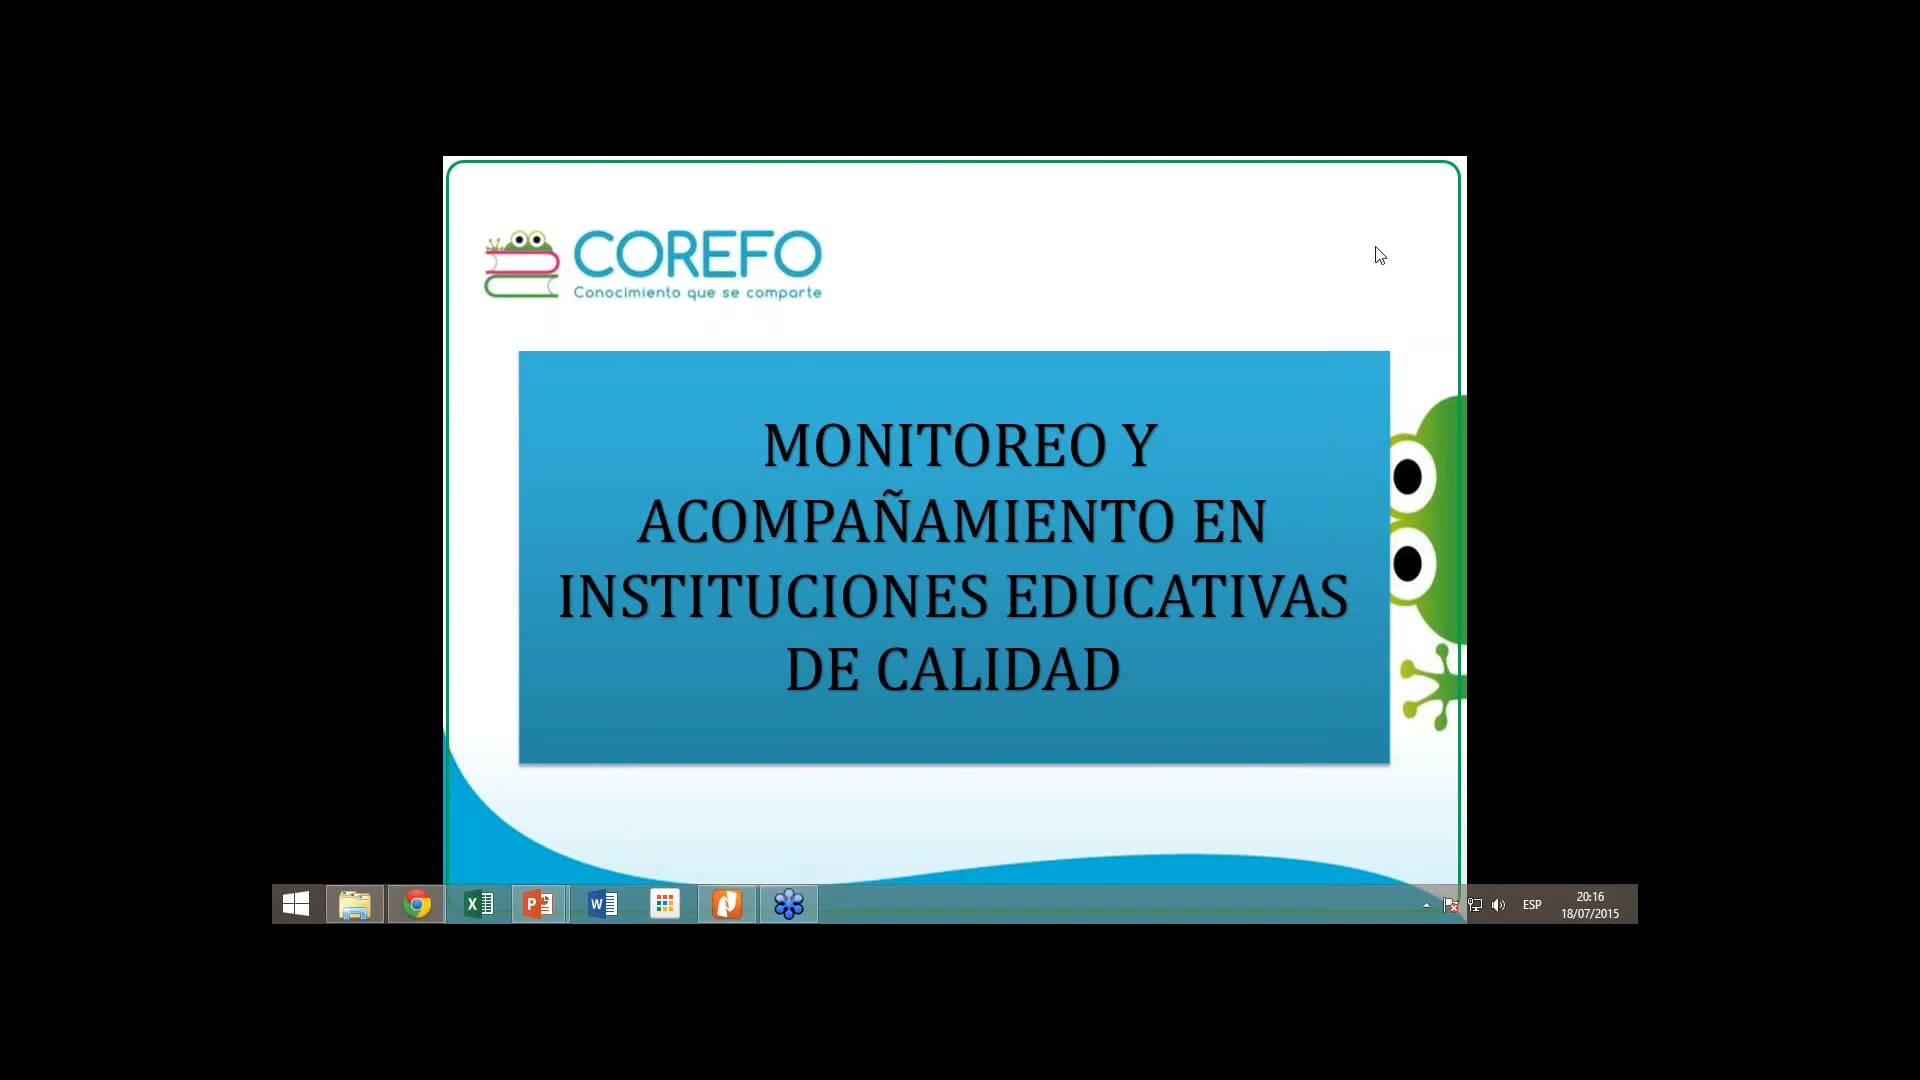 COREFO
Conocimiento que se comparte
MONITOREO Y
ACOMPAÑAMIENTO EN
INSTITUCIONES EDUCATIVAS
DE CALIDAD
ESP
20:16
18/07/2015